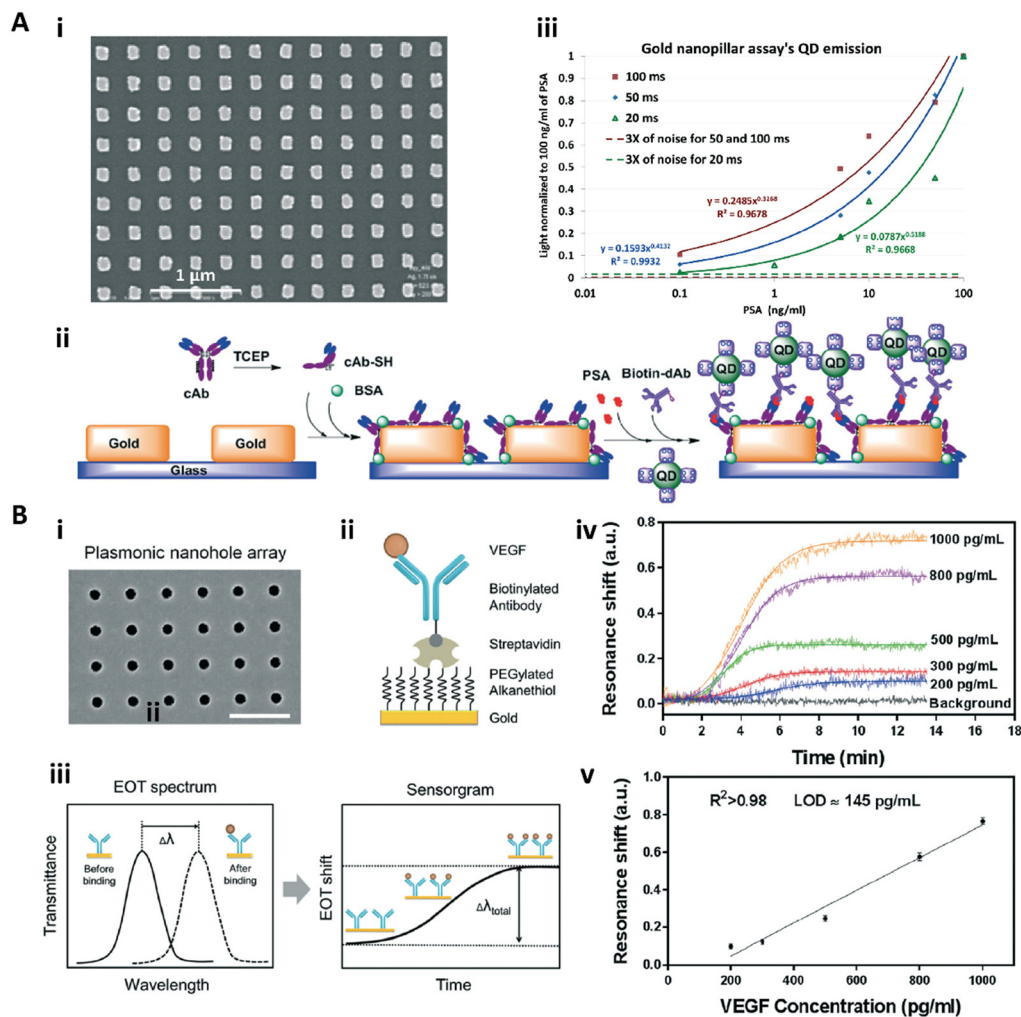 A
i
1 µm
iii
Gold nanopillar assay's QD emission
Light normalized to 100 ng/ml of PSA
1
0.9
0.8
0.7
0.6
0.5
0.4
0.3
0.2
0.1
0
100 ms
50 ms
20 ms
3X of noise for 50 and 100 ms
3X of noise for 20 ms
y = 0.2485x^0.3268
R² = 0.9678
y = 0.1593x^0.4132
R² = 0.9932
y = 0.0787x^0.5188
R² = 0.9668
0.01 0.1 1 10 100
PSA (ng/ml)
ii
cAb
TCEP
cAb-SH
BSA
Gold
Gold
Glass
PSA
Biotin-dAb
QD
QD
QD
QD
QD
QD
B
i
Plasmonic nanohole array
ii
ii
VEGF
Biotinylated
Antibody
Streptavidin
PEGylated
Alkanethiol
Gold
iii
EOT spectrum
Transmittance
Δλ
Before
binding
After
binding
Wavelength
Sensorgram
EOT shift
Δλtotal
Time
iv
Resonance shift (a.u.)
0.8
0.6
0.4
0.2
0.0
1000 pg/mL
800 pg/mL
500 pg/mL
300 pg/mL
200 pg/mL
Background
0 2 4 6 8 10 12 14 16 18
Time (min)
v
Resonance shift (a.u.)
0.8
0.6
0.4
0.2
0.0
R²>0.98 LOD ≈ 145 pg/mL
200 400 600 800 1000
VEGF Concentration (pg/ml)